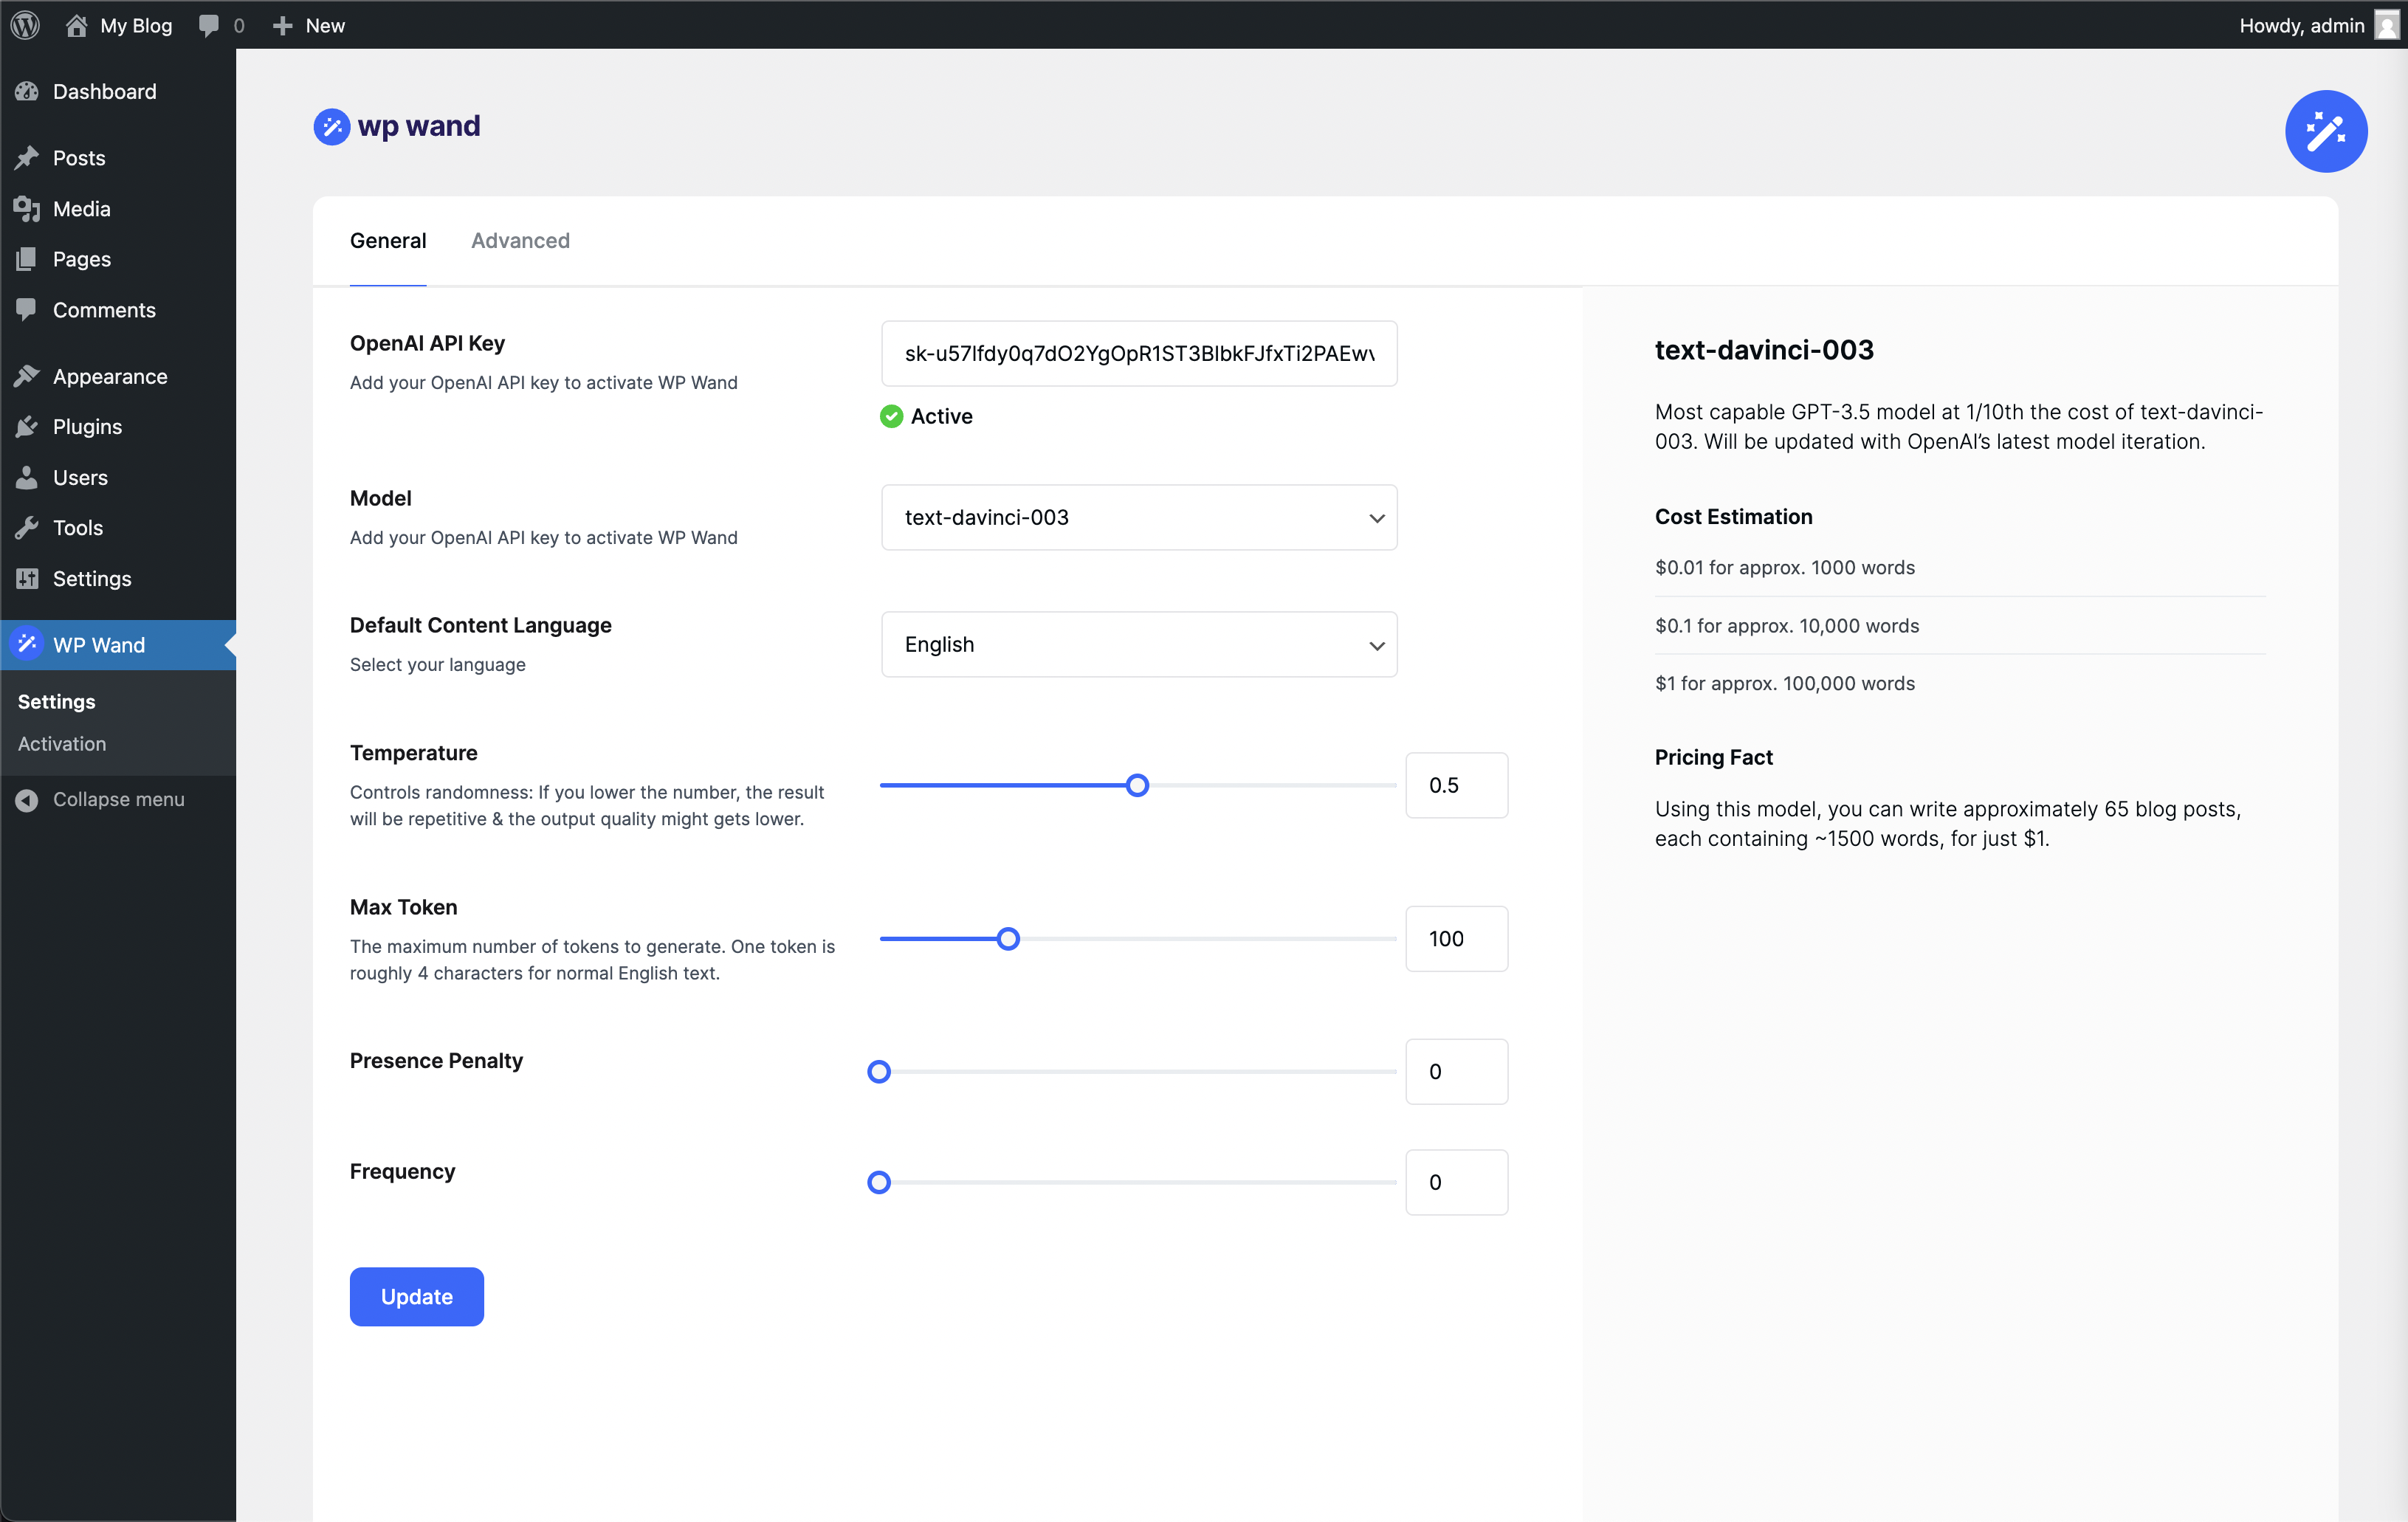 My Blog 0 New Howdy, admin
Dashboard
Posts
Media
Pages
Comments
Appearance
Plugins
Users
Tools
Settings
WP Wand
Settings
Activation
Collapse menu
wp wand
General Advanced
OpenAI API Key
Add your OpenAI API key to activate WP Wand
Active
Model
Add your OpenAI API key to activate WP Wand
text-davinci-003
Default Content Language
Select your language
English
Temperature
Controls randomness: If you lower the number, the result
will be repetitive & the output quality might gets lower.
0.5
Max Token
The maximum number of tokens to generate. One token is
roughly 4 characters for normal English text.
100
Presence Penalty
0
Frequency
0
Update
text-davinci-003
Most capable GPT-3.5 model at 1/10th the cost of text-davinci-
003. Will be updated with OpenAI’s latest model iteration.
Cost Estimation
$0.01 for approx. 1000 words
$0.1 for approx. 10,000 words
$1 for approx. 100,000 words
Pricing Fact
Using this model, you can write approximately 65 blog posts,
each containing ~1500 words, for just $1.